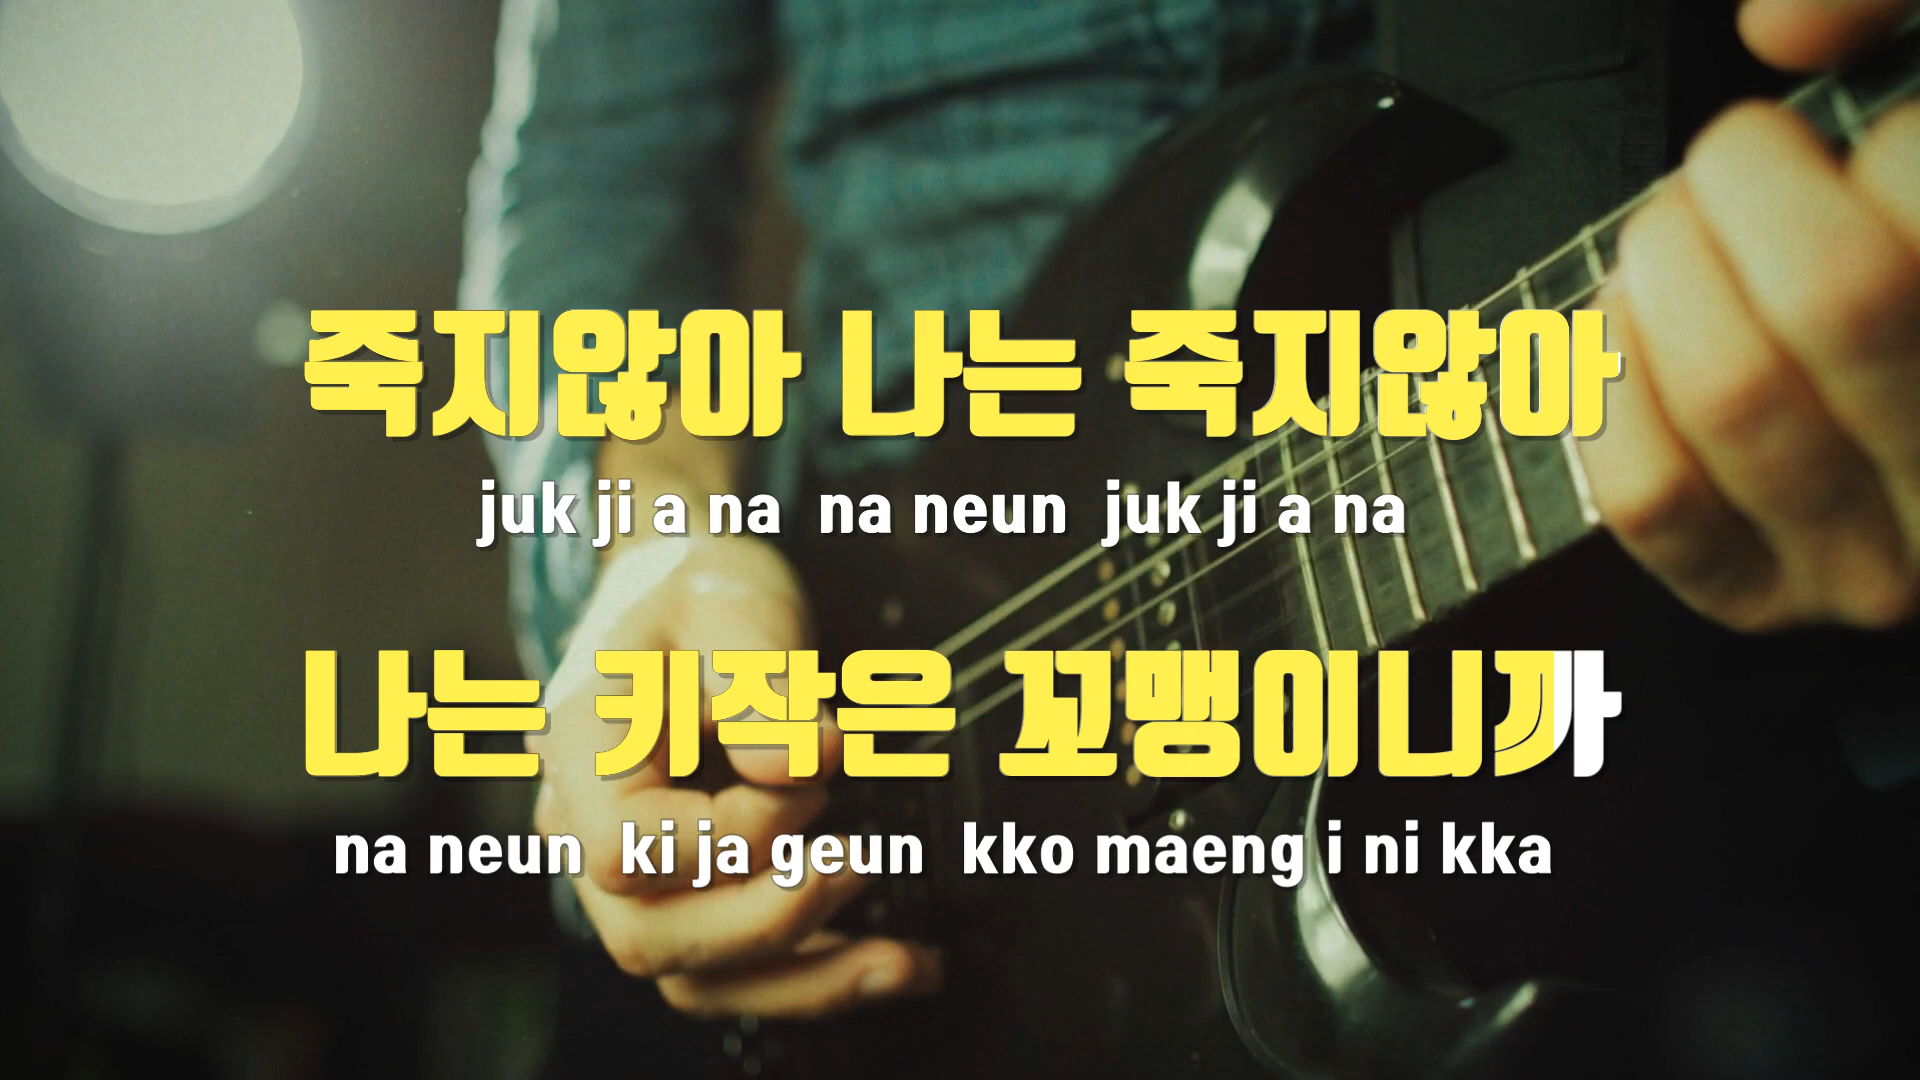 죽지않아 나는 죽지않아
juk ji a na na neun juk ji a na
나는 키작은 꼬맹이니까
na neun ki ja geun kko maeng i ni kka